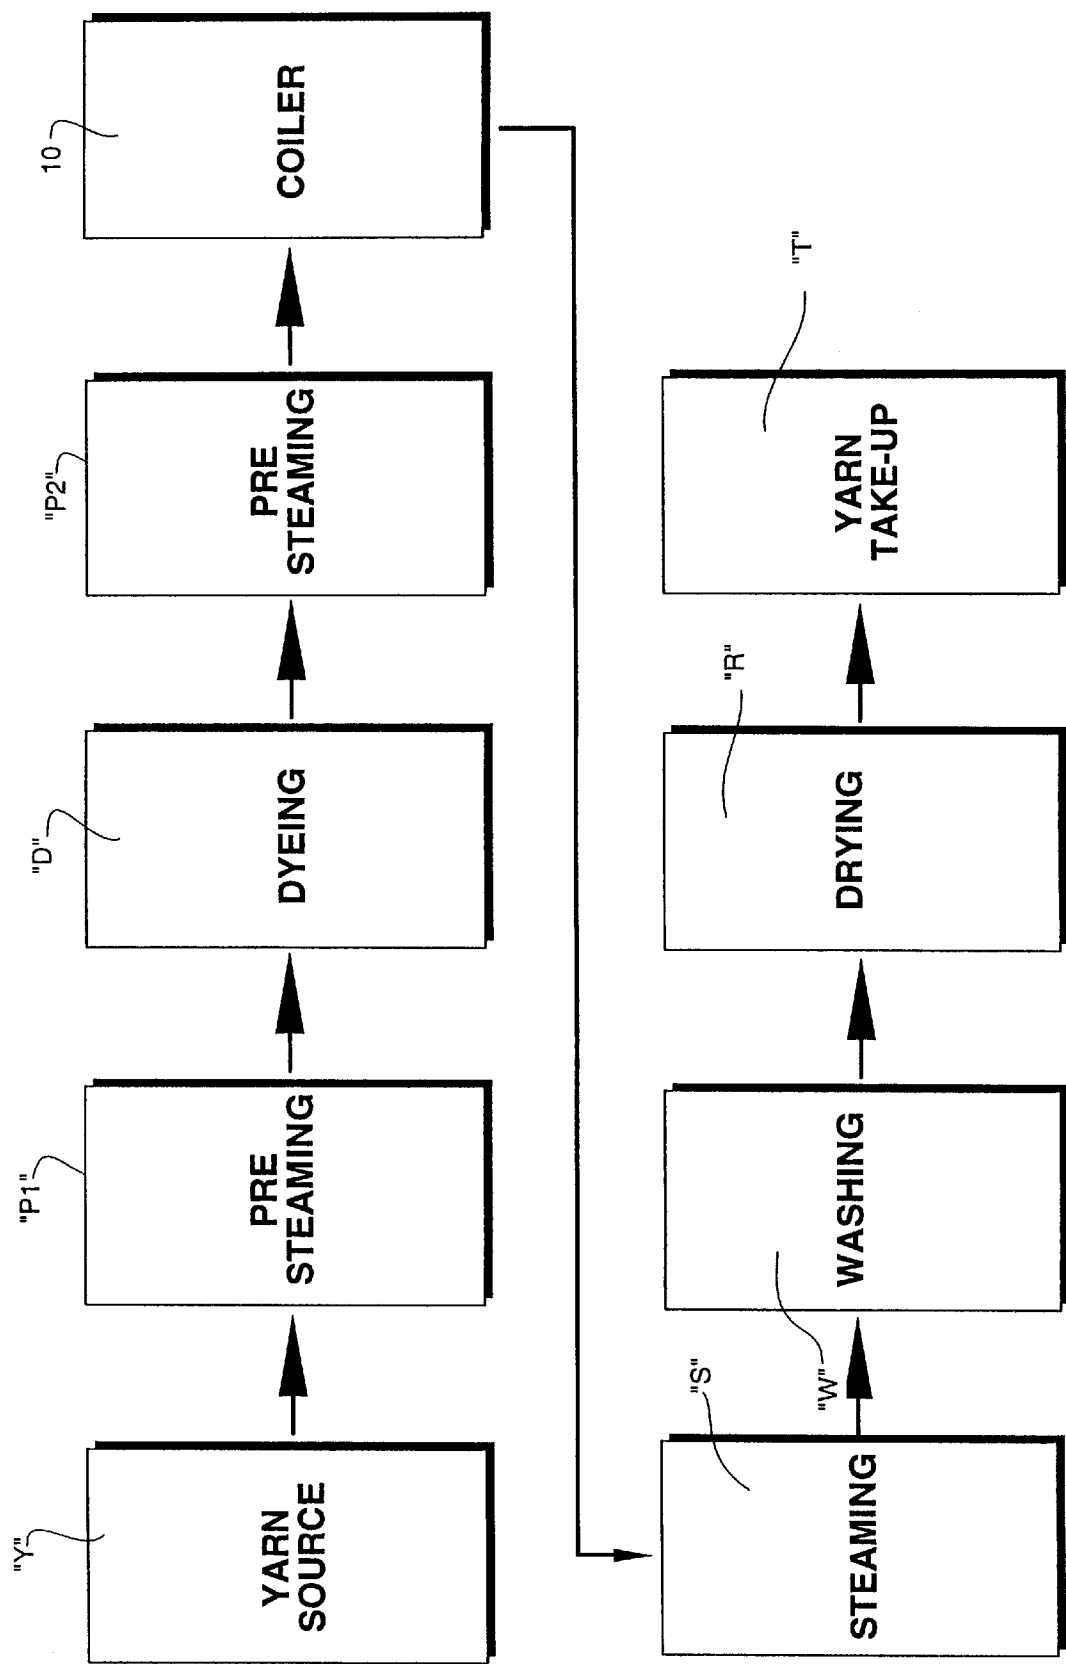 "Y"
YARN
SOURCE
"P1"
PRE
STEAMING
"D"
DYEING
"P2"
PRE
STEAMING
10
COILER
"S"
STEAMING
"W"
WASHING
"R"
DRYING
"T"
YARN
TAKE-UP